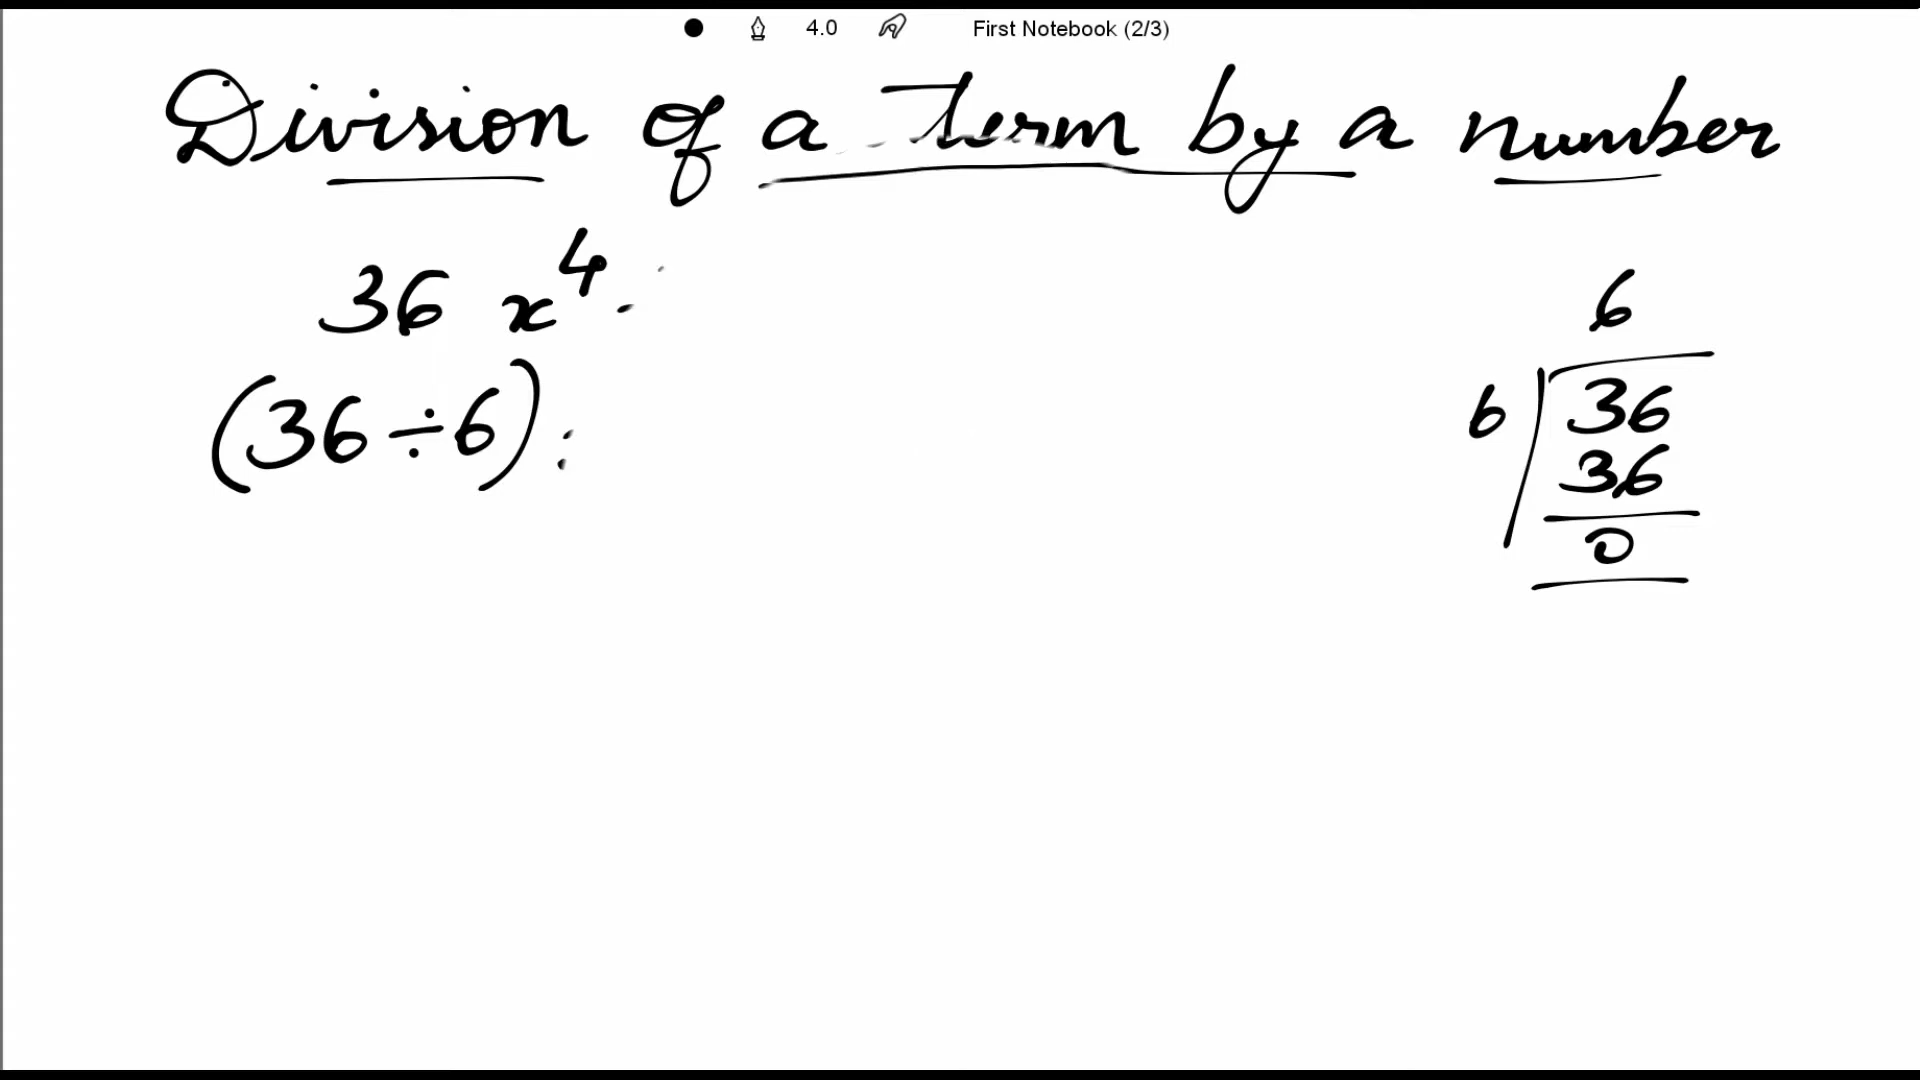 4.0 First Notebook (2/3)
Division of a Term by a number
36 x⁴
(36÷6)
6
6 36
36
0